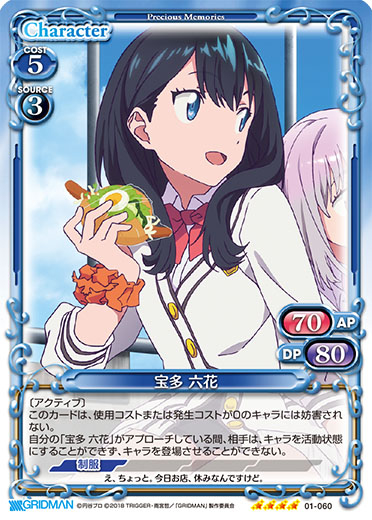 Precious Memories
Character
COST
5
SOURCE
3
70 AP
DP 80
宝多 六花
[アクティブ]
このカードは、使用コストまたは発生コストが0のキャラには妨害され
ない。
自分の「宝多 六花」がアプローチしている間、相手は、キャラを活動状態
にすることができず、キャラを登場させることができない。
制服
え、ちょっと。今日お店、休みなんですけど。
GRIDMAN ©円谷プロ ©2018 TRIGGER・雨宮哲/「GRIDMAN」製作委員会 01-060